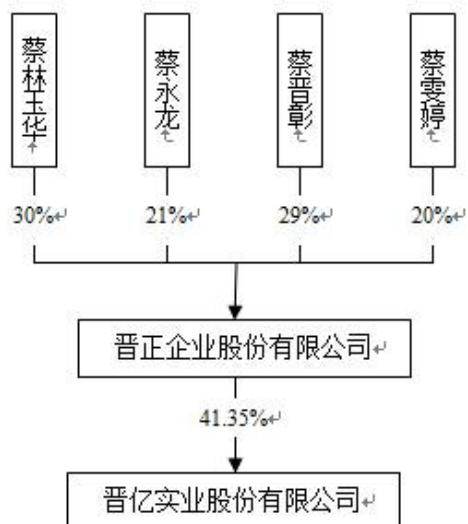 蔡林玉华
蔡永龙
蔡晋彰
蔡雯婷
30%
21%
29%
20%
晋正企业股份有限公司
41.35%
晋亿实业股份有限公司